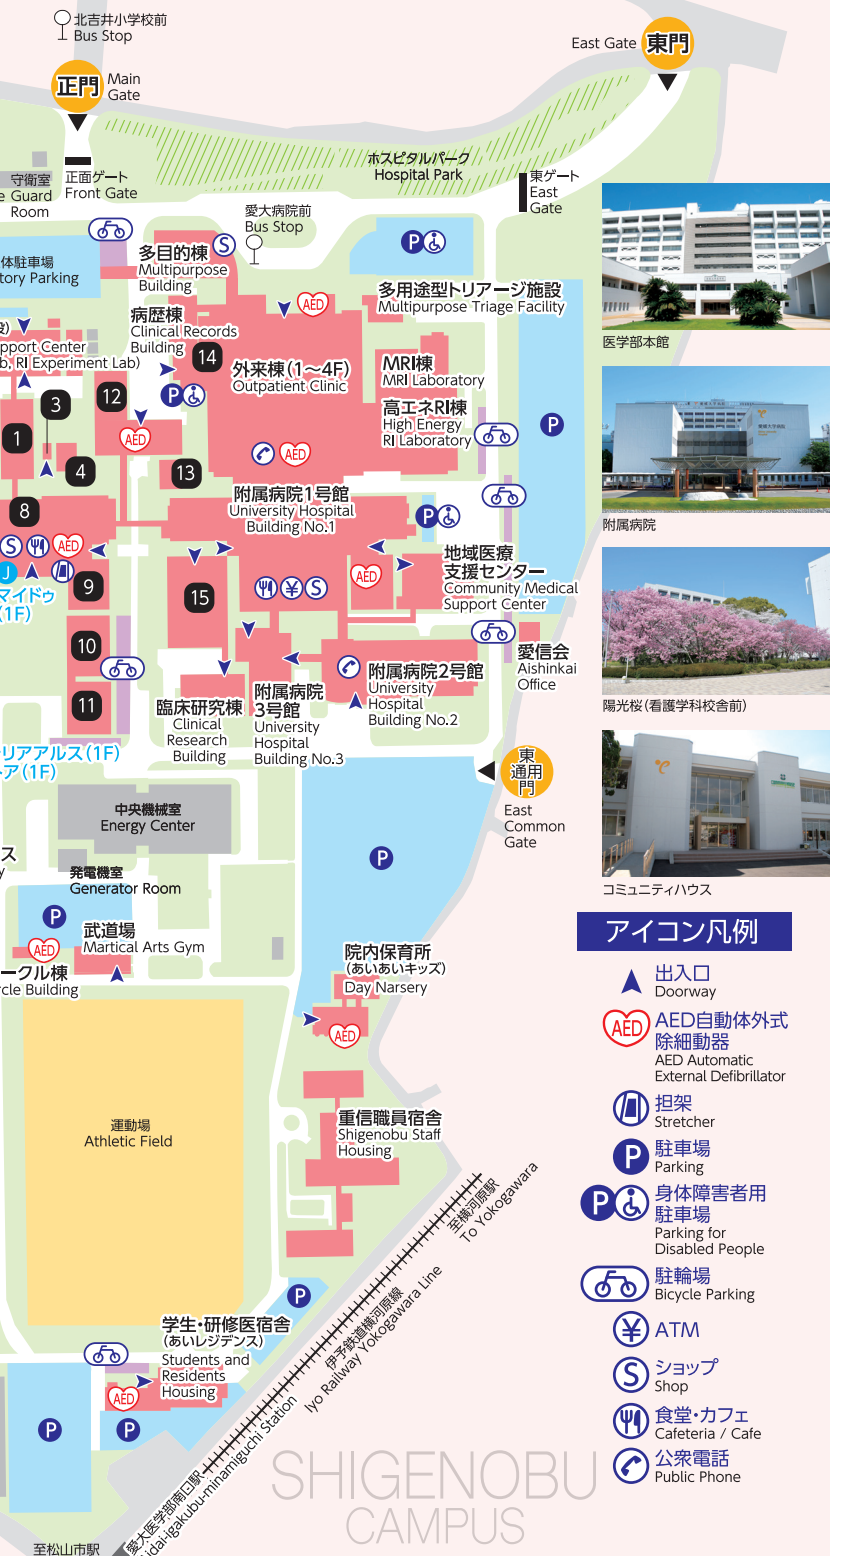 北吉井小学校前
Bus Stop
East Gate
東門
正門
Main
Gate
ホスピタルパーク
Hospital Park
守衛室
e Guard
Room
正面ゲート
Front Gate
東ゲート
East
Gate
愛大病院前
Bus Stop
体駐車場
tory Parking
多目的棟
Multipurpose
Building
S
P
多用途型トリアージ施設
Multipurpose Triage Facility
AED
医学部本館
pport Center
b, RI Experiment Lab)
病歴棟
Clinical Records
Building
14
外来棟(1〜4F)
Outpatient Clinic
MRI棟
MRI Laboratory
P
高エネRI棟
High Energy
RI Laboratory
P
12
3
1
AED
AED
4
13
附属病院1号館
University Hospital
Building No.1
8
P
附属病院
S
AED
地域医療
支援センター
Community Medical
Support Center
J
マイドゥ
(1F)
9
15
¥
S
AED
10
愛信会
Aishinkai
Office
附属病院2号館
University
Hospital
Building No.2
11
臨床研究棟
Clinical
Research
Building
附属病院
3号館
University
Hospital
Building No.3
陽光桜(看護学科校舎前)
リアアルス(1F)
ア(1F)
東
通用
門
East
Common
Gate
中央機械室
Energy Center
P
ス
y
発電機室
Generator Room
コミュニティハウス
P
武道場
Martical Arts Gym
AED
ークル棟
rcle Building
院内保育所
(あいあいキッズ)
Day Narsery
AED
運動場
Athletic Field
重信職員宿舎
Shigenobu Staff
Housing
至横河原駅
To Yokogawara
伊予鉄道横河原線
Iyo Railway Yokogawara Line
P
学生・研修医宿舎
(あいレジデンス)
Students and
Residents
Housing
AED
P
P
愛大医学部南口駅
idai-igakubu-minamiguchi Station
至松山市駅
アイコン凡例
出入口
Doorway
AED
AED自動体外式
除細動器
AED Automatic
External Defibrillator
担架
Stretcher
P
駐車場
Parking
P
身体障害者用
駐車場
Parking for
Disabled People
駐輪場
Bicycle Parking
¥
ATM
S
ショップ
Shop
食堂・カフェ
Cafeteria / Cafe
公衆電話
Public Phone
SHIGENOBU
CAMPUS